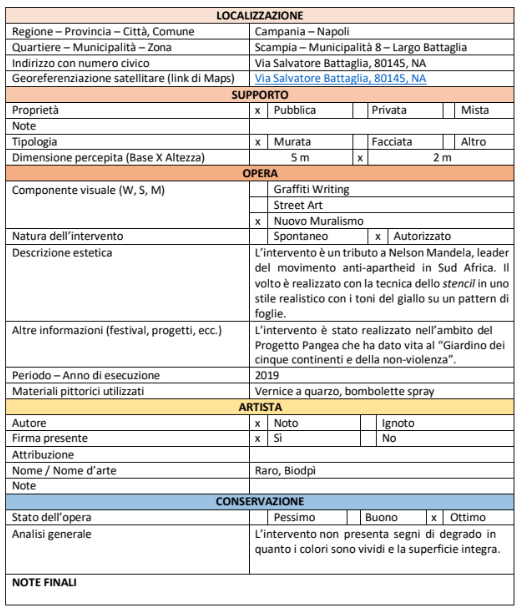 LOCALIZZAZIONE
Regione – Provincia – Città, Comune Campania – Napoli
Quartiere – Municipalità – Zona Scampia – Municipalità 8 – Largo Battaglia
Indirizzo con numero civico Via Salvatore Battaglia, 80145, NA
Georeferenziazione satellitare (link di Maps) Via Salvatore Battaglia, 80145, NA
SUPPORTO
Proprietà x Pubblica Privata Mista
Note
Tipologia x Murata Facciata Altro
Dimensione percepita (Base X Altezza) 5 m x 2 m
OPERA
Componente visuale (W, S, M) Graffiti Writing
Street Art
x Nuovo Muralismo
Natura dell'intervento Spontaneo x Autorizzato
Descrizione estetica L'intervento è un tributo a Nelson Mandela, leader
del movimento anti-apartheid in Sud Africa. Il
volto è realizzato con la tecnica dello stencil in uno
stile realistico con i toni del giallo su un pattern di
foglie.
Altre informazioni (festival, progetti, ecc.) L'intervento è stato realizzato nell'ambito del
Progetto Pangea che ha dato vita al "Giardino dei
cinque continenti e della non-violenza".
Periodo – Anno di esecuzione 2019
Materiali pittorici utilizzati Vernice a quarzo, bombolette spray
ARTISTA
Autore x Noto Ignoto
Firma presente x Sì No
Attribuzione
Nome / Nome d'arte Raro, Biodpì
Note
CONSERVAZIONE
Stato dell'opera Pessimo Buono x Ottimo
Analisi generale L'intervento non presenta segni di degrado in
quanto i colori sono vividi e la superficie integra.
NOTE FINALI